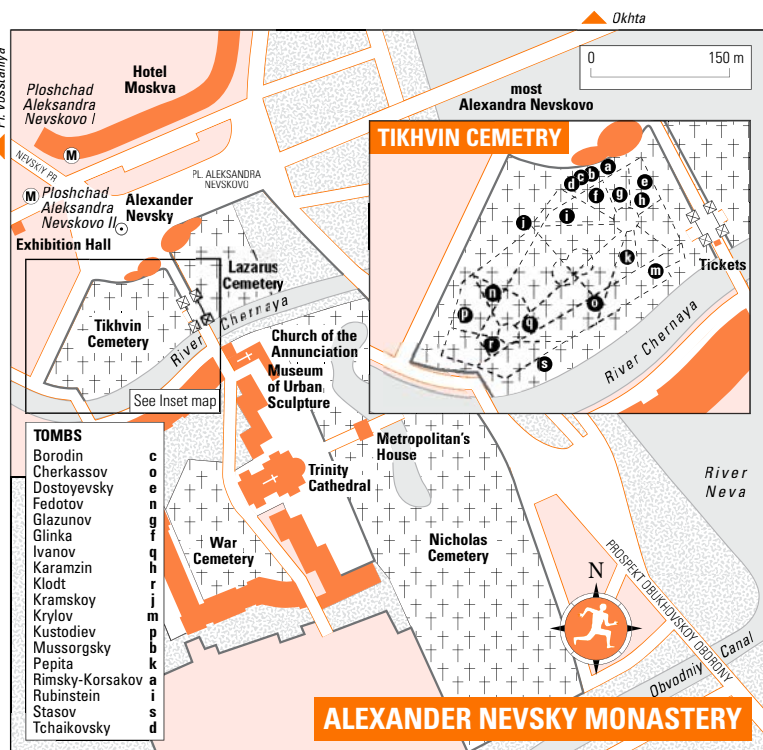 Okhta
Pl. Vosstaniya
0 150 m
Hotel
Moskva
Ploshchad
Aleksandra
Nevskovo I
M
NEVSKIY PR
M
Ploshchad
Aleksandra
Nevskovo II
Exhibition Hall
Alexander
Nevsky
PL. ALEKSANDRA
NEVSKOVO
most
Alexandra Nevskovo
Lazarus
Cemetery
Tikhvin
Cemetery
River Chernaya
See Inset map
Church of the
Annunciation
Museum
of Urban
Sculpture
Metropolitan's
House
Trinity
Cathedral
War
Cemetery
Nicholas
Cemetery
River
Neva
PROSPEKT OBUKHOVSKOY OBORONY
Obvodniy Canal
N
TIKHVIN CEMETRY
a
b
c
d
e
f
g
h
i
j
k
m
n
o
p
q
r
s
Tickets
River Chernaya
TOMBS
Borodin c
Cherkassov o
Dostoyevsky e
Fedotov n
Glazunov g
Glinka f
Ivanov q
Karamzin h
Klodt r
Kramskoy j
Krylov m
Kustodiev p
Mussorgsky b
Pepita k
Rimsky-Korsakov a
Rubinstein i
Stasov s
Tchaikovsky d
ALEXANDER NEVSKY MONASTERY